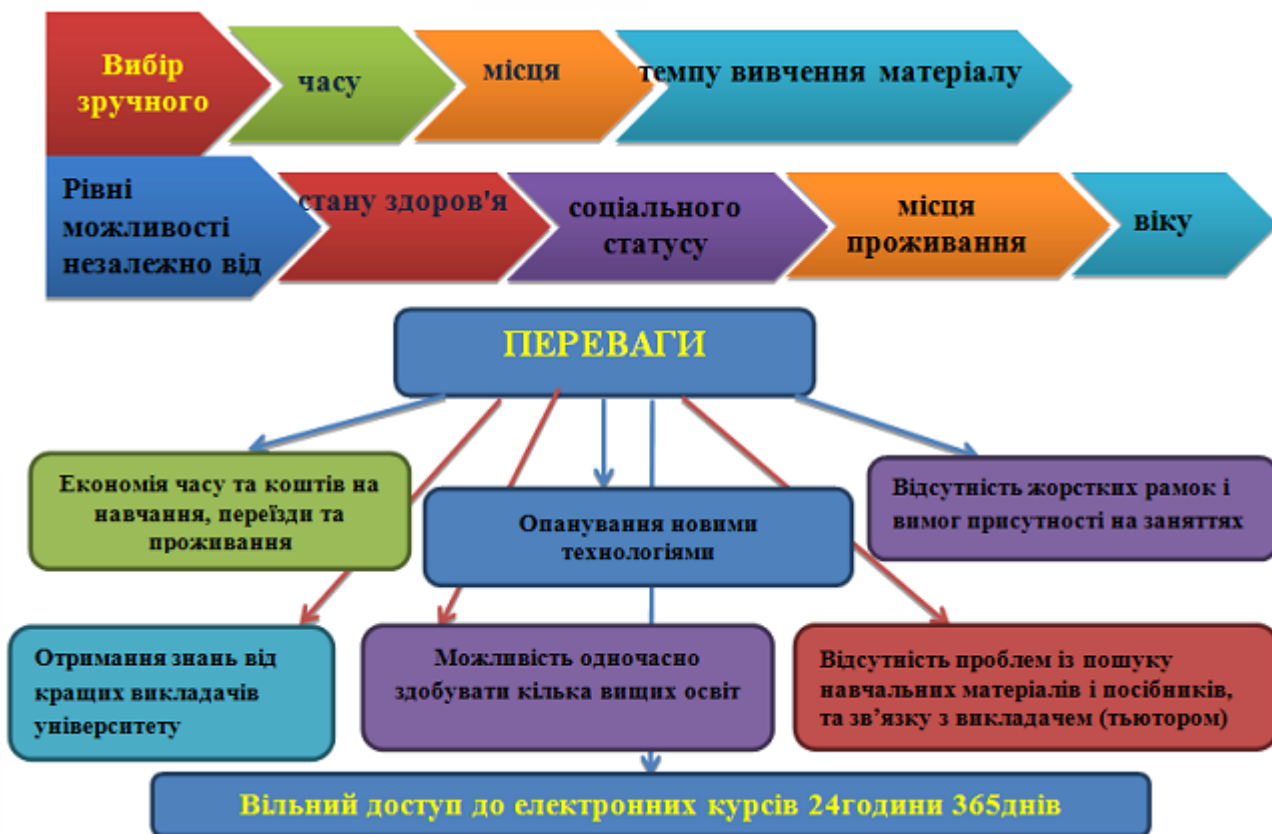 Вибір
зручного
часу
місця
темпу вивчення матеріалу
Рівні
можливості
незалежно від
стану здоров'я
соціального
статусу
місця
проживання
віку
ПЕРЕВАГИ
Економія часу та коштів на
навчання, переїзди та
проживання
Опанування новими
технологіями
Відсутність жорстких рамок і
вимог присутності на заняттях
Отримання знань від
кращих викладачів
університету
Можливість одночасно
здобувати кілька вищих освіт
Відсутність проблем із пошуку
навчальних матеріалів і посібників,
та зв’язку з викладачем (тьютором)
Вільний доступ до електронних курсів 24години 365днів